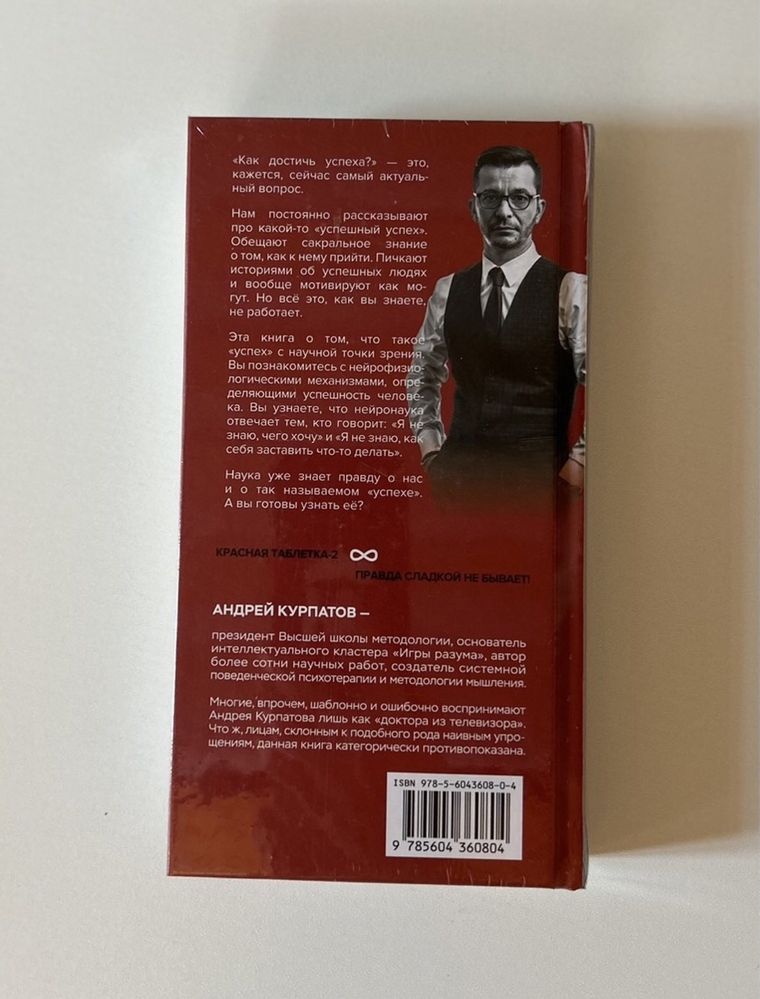 «Как достичь успеха?» — это,
кажется, сейчас самый актуаль-
ный вопрос.
Нам постоянно рассказывают
про какой-то «успешный успех».
Обещают сакральное знание
о том, как к нему прийти. Пичкают
историями об успешных людях
и вообще мотивируют как мо-
гут. Но всё это, как вы знаете,
не работает.
Эта книга о том, что такое
«успех» с научной точки зрения.
Вы познакомитесь с нейрофизио-
логическими механизмами, опре-
деляющими успешность челове-
ка. Вы узнаете, что нейронаука
отвечает тем, кто говорит: «Я не
знаю, чего хочу» и «Я не знаю, как
себя заставить что-то делать».
Наука уже знает правду о нас
и о так называемом «успехе».
А вы готовы узнать её?
КРАСНАЯ ТАБЛЕТКА-2
ПРАВДА СЛАДКОЙ НЕ БЫВАЕТ!
АНДРЕЙ КУРПАТОВ —
президент Высшей школы методологии, основатель
интеллектуального кластера «Игры разума», автор
более сотни научных работ, создатель системной
поведенческой психотерапии и методологии мышления.
Многие, впрочем, шаблонно и ошибочно воспринимают
Андрея Курпатова лишь как «доктора из телевизора».
Что ж, лицам, склонным к подобного рода наивным упро-
щениям, данная книга категорически противопоказана.
ISBN 978-5-6043608-0-4
9 785604 360804